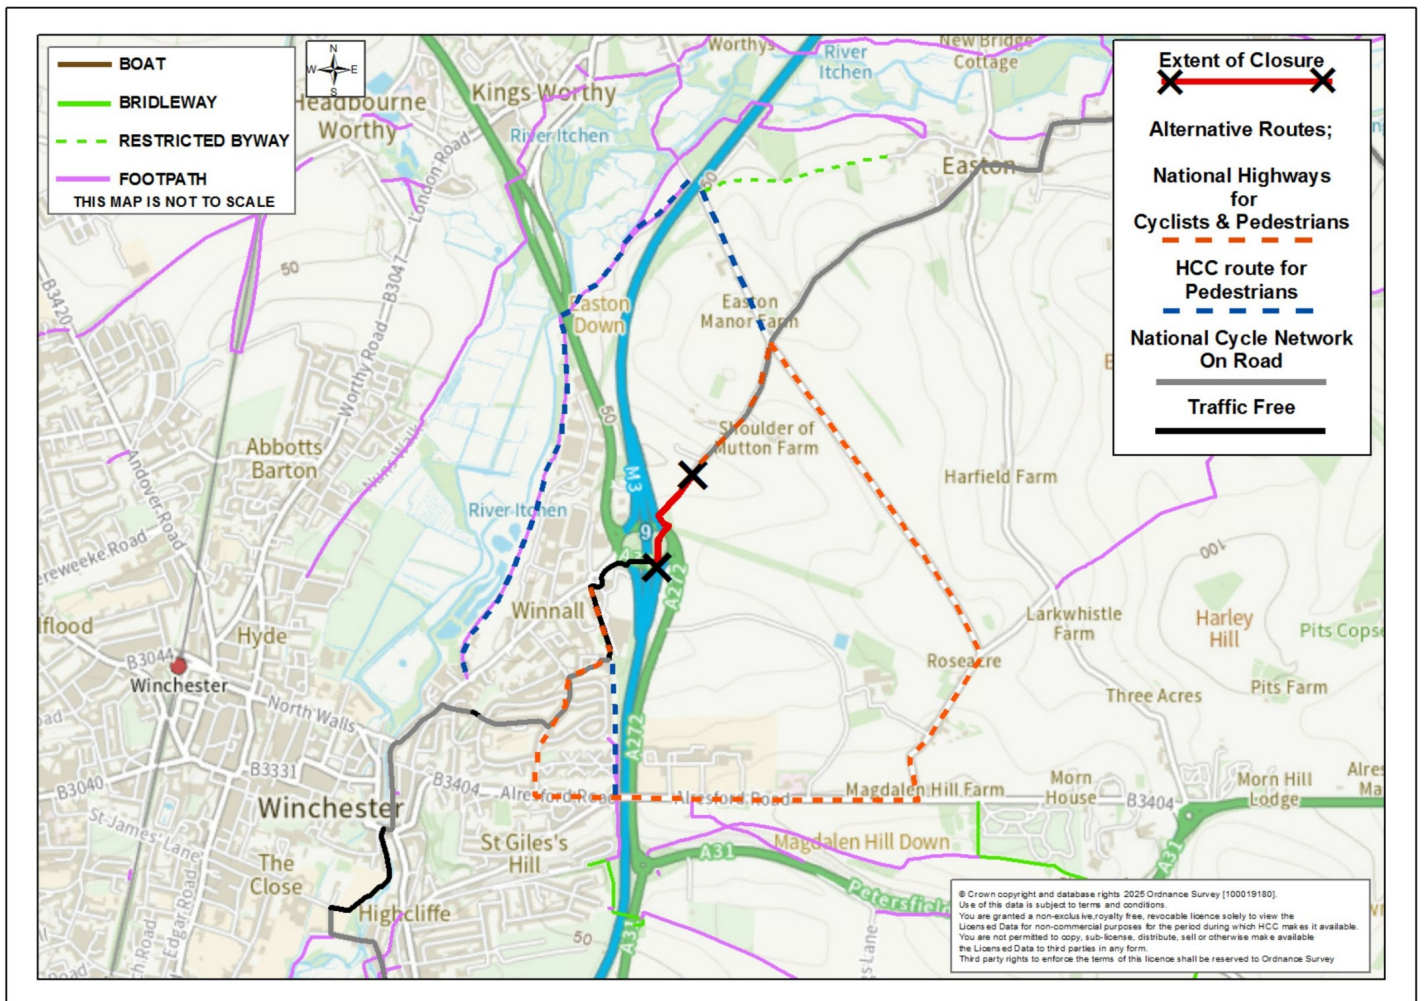 BOAT
BRIDLEWAY
RESTRICTED BYWAY
FOOTPATH
THIS MAP IS NOT TO SCALE
N
W
E
S
Extent of Closure
Alternative Routes;
National Highways
for
Cyclists & Pedestrians
HCC route for
Pedestrians
National Cycle Network
On Road
Traffic Free
Headbourne
Worthy
Kings Worthy
River Itchen
Worthys
River
Itchen
New Bridge
Cottage
Easton
London Road
B3047
Worthy Road
B3420
50
50
Easton
Down
Easton
Manor Farm
50
Shoulder of
Mutton Farm
Abbotts
Barton
Nuns Walk
Andover Road
River Itchen
M3
9
Harfield Farm
100
A272
Winnall
Larkwhistle
Farm
Harley
Hill
Pits Copse
Hyde
B3044
Winchester
Roseacre
Three Acres
Pits Farm
North Walls
A272
B3331
B3040
B3404
Alresford Road
Alresford Road
Magdalen Hill Farm
Morn
House
B3404
Morn Hill
Lodge
Winchester
St James' Lane
St Giles's
Hill
Magdalen Hill Down
A31
A31
The
Close
Petersfield
Highcliffe
Edgar Road
50
A31
© Crown copyright and database rights 2025 Ordnance Survey [100019180].
Use of this data is subject to terms and conditions.
You are granted a non-exclusive,royalty free, revocable licence solely to view the
Licensed Data for non-commercial purposes for the period during which HCC makes it available.
You are not permitted to copy, sub-license, distribute, sell or otherwise make available
the Licensed Data to third parties in any form.
Third party rights to enforce the terms of this licence shall be reserved to Ordnance Survey